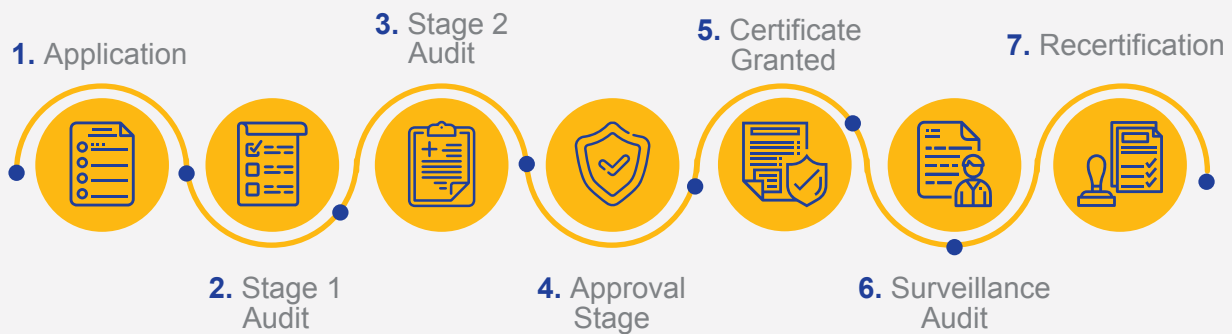 1. Application
2. Stage 1
Audit
3. Stage 2
Audit
4. Approval
Stage
5. Certificate
Granted
6. Surveillance
Audit
7. Recertification